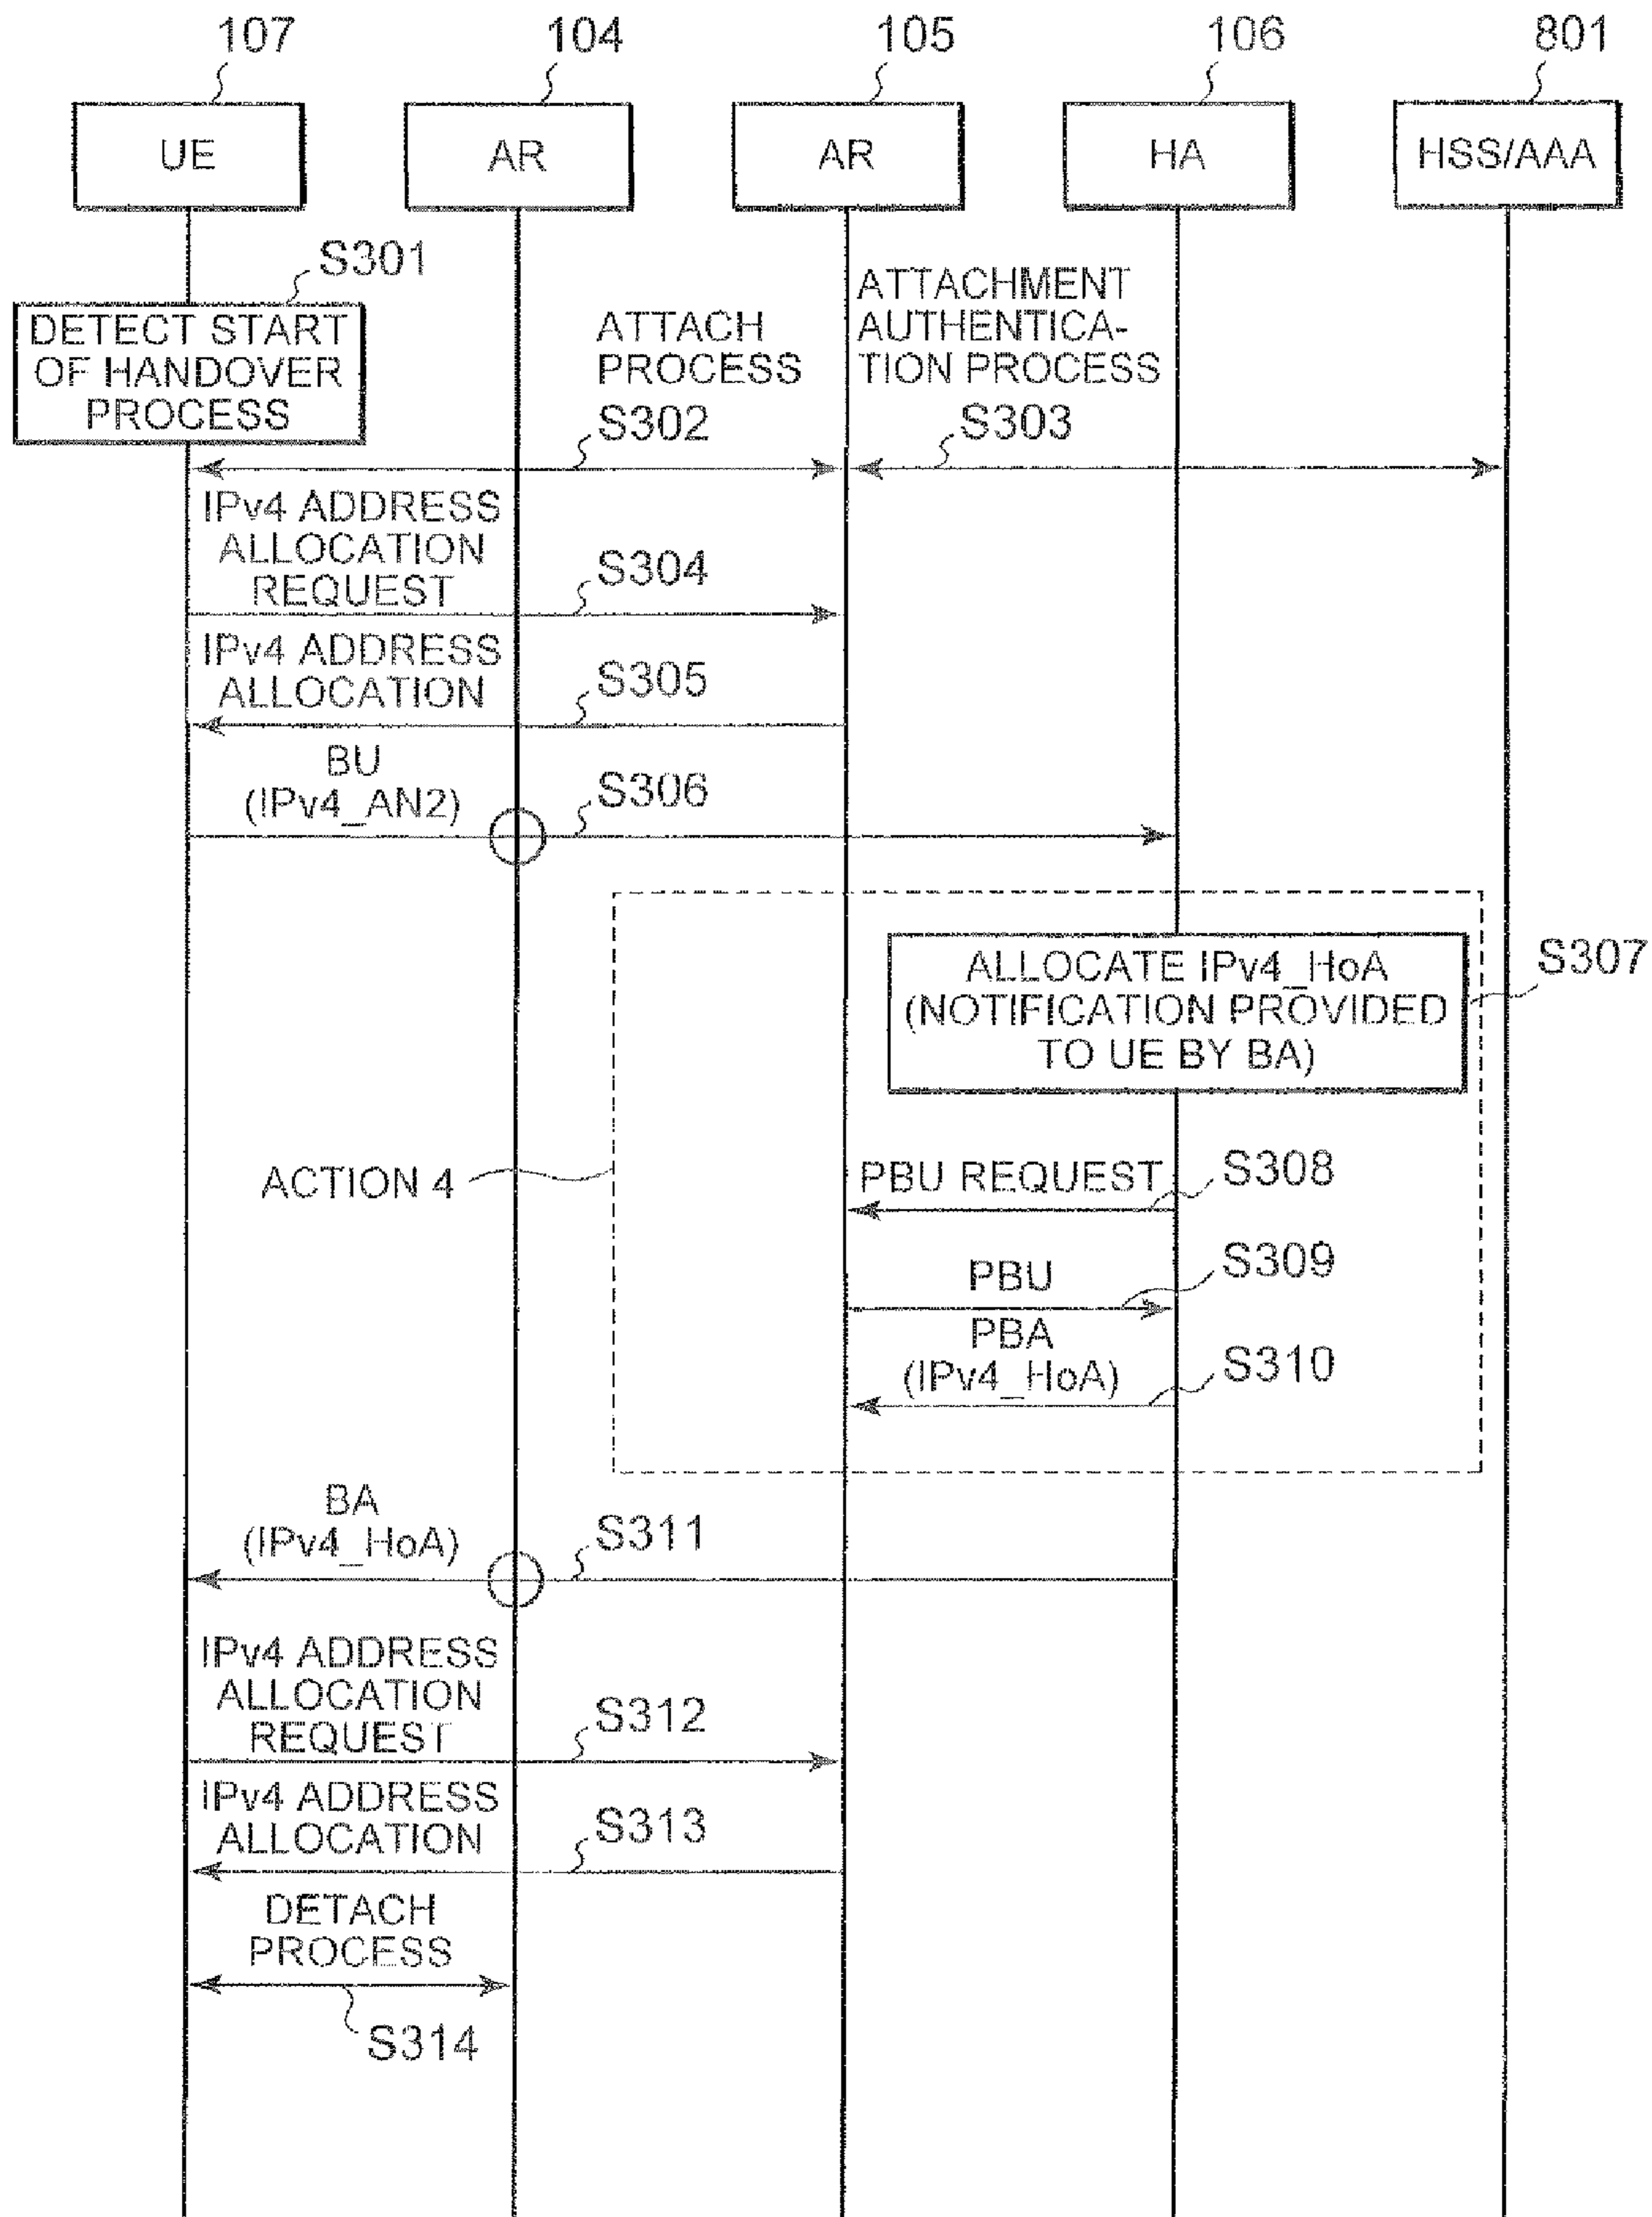 107
104
105
106
801
UE
AR
AR
HA
HSS/AAA
S301
DETECT START
OF HANDOVER
PROCESS
ATTACH
PROCESS
S302
ATTACHMENT
AUTHENTICA-
TION PROCESS
S303
IPv4 ADDRESS
ALLOCATION
REQUEST
S304
IPv4 ADDRESS
ALLOCATION
S305
BU
(IPv4_AN2)
S306
ALLOCATE IPv4_HoA
(NOTIFICATION PROVIDED
TO UE BY BA)
S307
ACTION 4
PBU REQUEST
S308
PBU
S309
PBA
(IPv4_HoA)
S310
BA
(IPv4_HoA)
S311
IPv4 ADDRESS
ALLOCATION
REQUEST
S312
IPv4 ADDRESS
ALLOCATION
S313
DETACH
PROCESS
S314